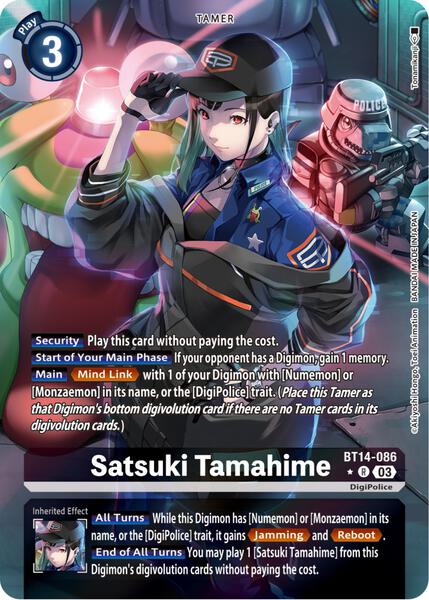 TAMER
Play
3
Tonamikanji
POLICE
POLICE
©Akiyoshi Hongo, Toei Animation BANDAI MADE IN JAPAN
Security Play this card without paying the cost.
Start of Your Main Phase If your opponent has a Digimon, gain 1 memory.
Main Mind Link with 1 of your Digimon with [Numemon] or
[Monzaemon] in its name, or the [DigiPolice] trait. (Place this Tamer as
that Digimon's bottom digivolution card if there are no Tamer cards in its
digivolution cards.)
Satsuki Tamahime
BT14-086
R 03
DigiPolice
Inherited Effect
All Turns While this Digimon has [Numemon] or [Monzaemon] in its
name, or the [DigiPolice] trait, it gains Jamming and Reboot.
End of All Turns You may play 1 [Satsuki Tamahime] from this
Digimon's digivolution cards without paying the cost.